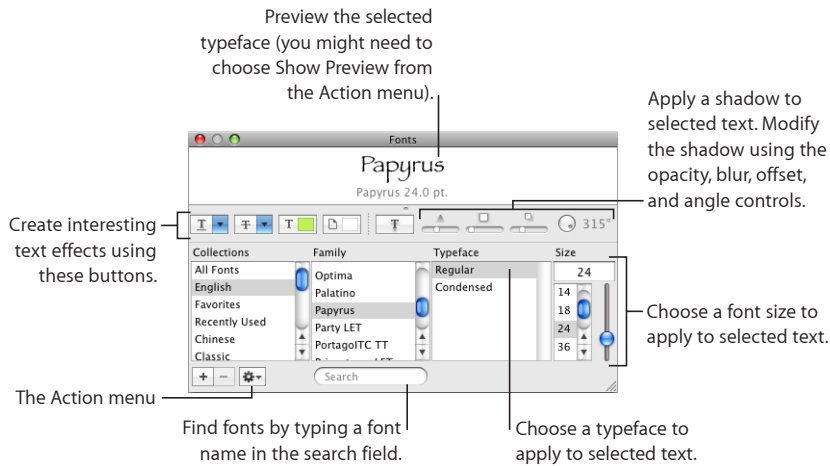 Preview the selected
typeface (you might need to
choose Show Preview from
the Action menu).
Apply a shadow to
selected text. Modify
the shadow using the
opacity, blur, offset,
and angle controls.
Fonts
Papyrus
Papyrus 24.0 pt.
Create interesting
text effects using
these buttons.
T T T T 315°
Collections Family Typeface Size
All Fonts
English
Favorites
Recently Used
Chinese
Classic
Optima
Palatino
Papyrus
Party LET
PortagoITC TT
Regular
Condensed
24
14
18
24
36
Choose a font size to
apply to selected text.
Search
The Action menu
Find fonts by typing a font
name in the search field.
Choose a typeface to
apply to selected text.